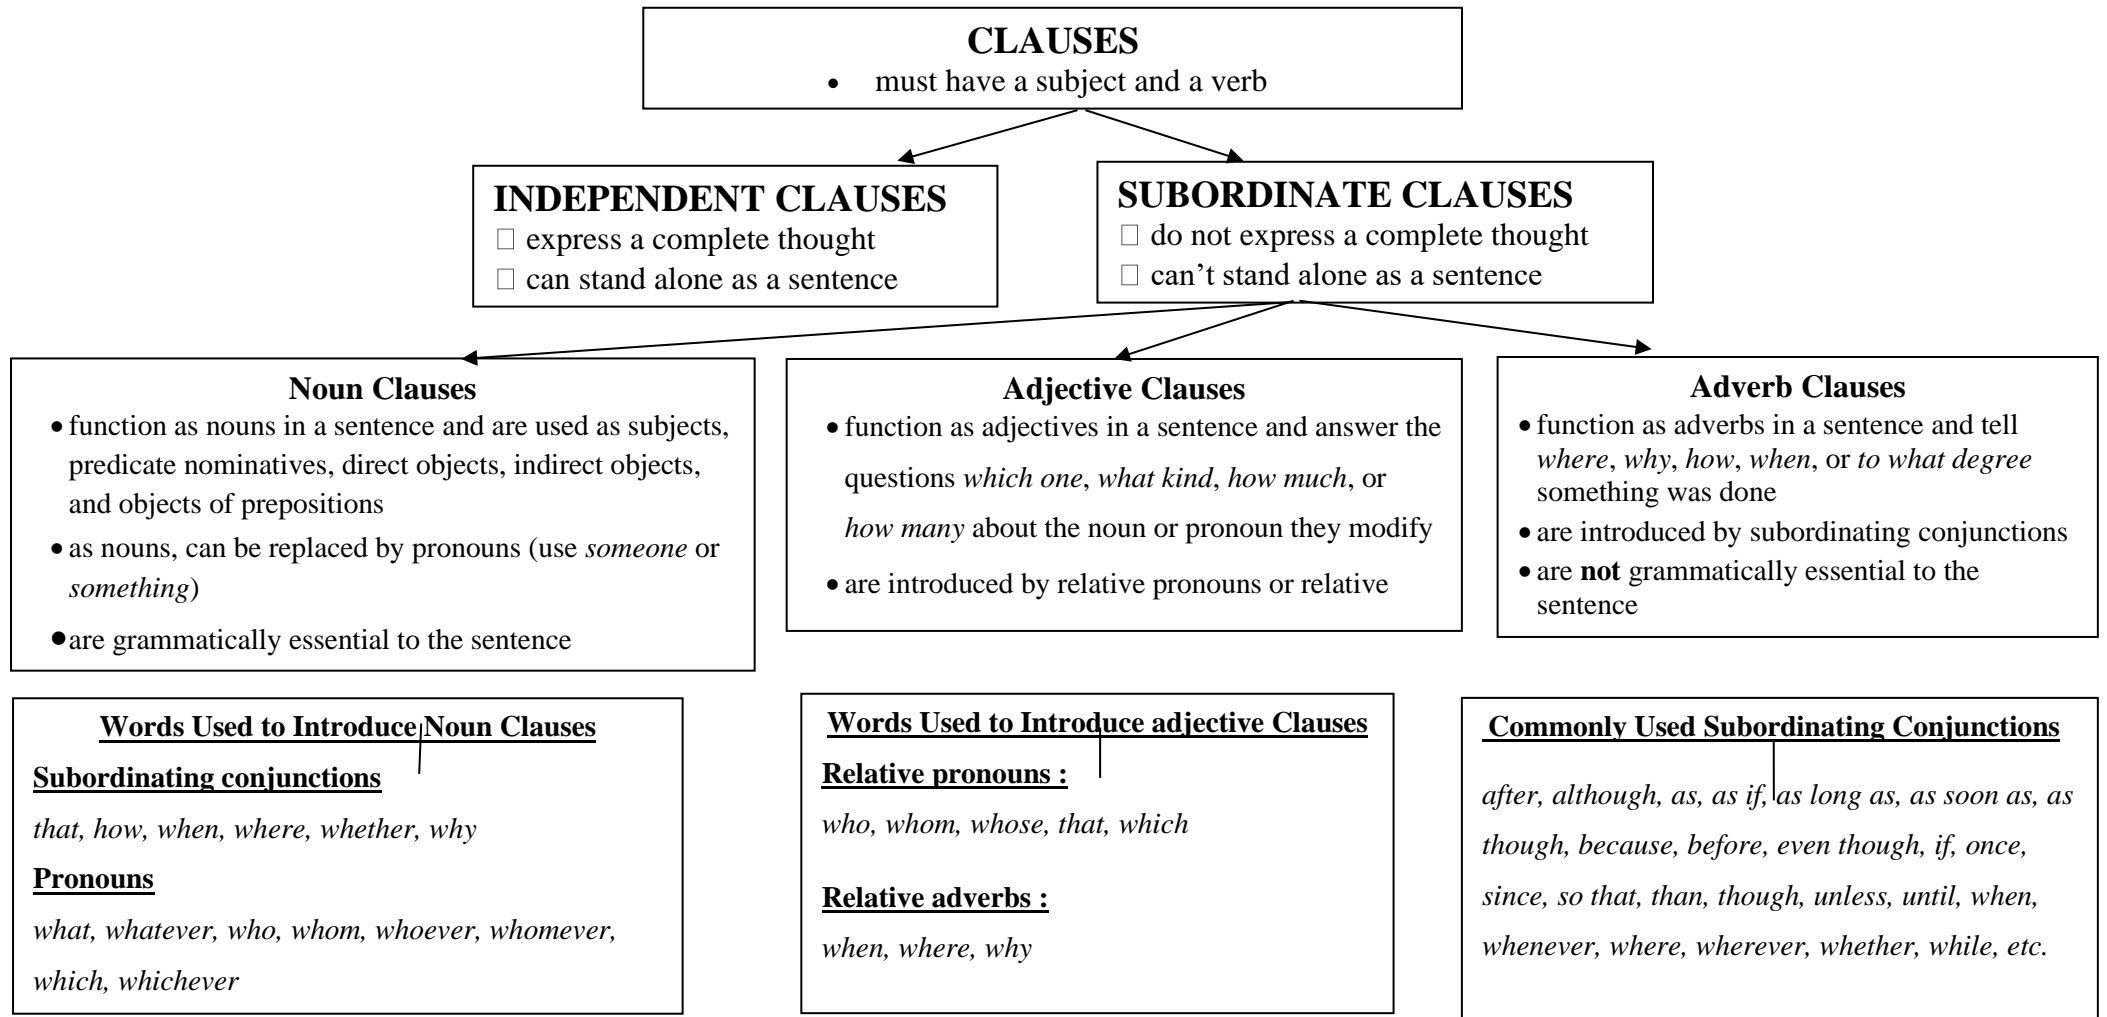 CLAUSES
• must have a subject and a verb
INDEPENDENT CLAUSES
□ express a complete thought
□ can stand alone as a sentence
SUBORDINATE CLAUSES
□ do not express a complete thought
□ can’t stand alone as a sentence
Noun Clauses
• function as nouns in a sentence and are used as subjects,
predicate nominatives, direct objects, indirect objects,
and objects of prepositions
• as nouns, can be replaced by pronouns (use someone or
something)
• are grammatically essential to the sentence
Adjective Clauses
• function as adjectives in a sentence and answer the
questions which one, what kind, how much, or
how many about the noun or pronoun they modify
• are introduced by relative pronouns or relative
Adverb Clauses
• function as adverbs in a sentence and tell
where, why, how, when, or to what degree
something was done
• are introduced by subordinating conjunctions
• are not grammatically essential to the
sentence
Words Used to Introduce Noun Clauses
Subordinating conjunctions
that, how, when, where, whether, why
Pronouns
what, whatever, who, whom, whoever, whomever,
which, whichever
Words Used to Introduce adjective Clauses
Relative pronouns :
who, whom, whose, that, which
Relative adverbs :
when, where, why
Commonly Used Subordinating Conjunctions
after, although, as, as if, as long as, as soon as, as
though, because, before, even though, if, once,
since, so that, than, though, unless, until, when,
whenever, where, wherever, whether, while, etc.